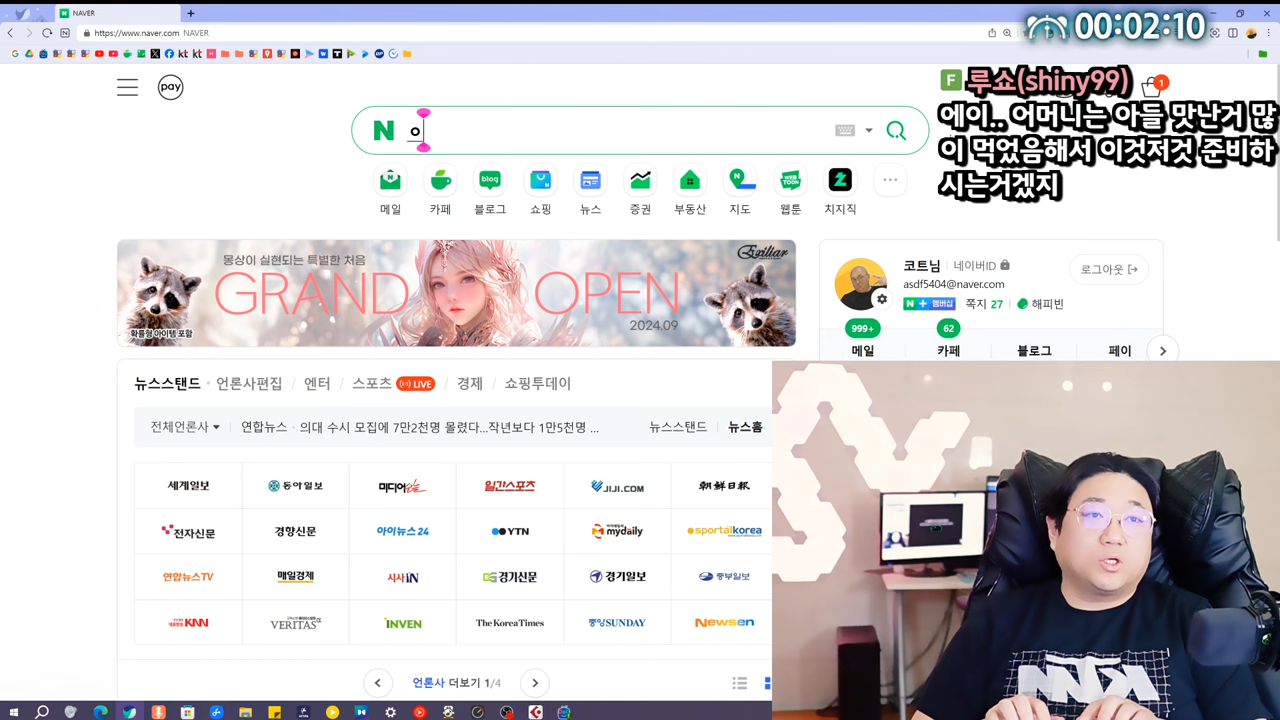 NAVER
00:02:10
https://www.naver.com NAVER
pay
F 루쇼(shiny99)
1
에이.. 어머니는 아들 맛난거 많
이 먹었음해서 이것저것 준비하
시는거겠지
N ㅇ
메일 카페 블로그 쇼핑 뉴스 증권 부동산 지도 웹툰 치지직
몽상이 실현되는 특별한 처음
GRAND OPEN
2024.09
확률형 아이템 포함
Exiliar
코트님 네이버ID
로그아웃
asdf5404@naver.com
N + 멤버십 쪽지 27 해피빈
999+ 62
메일 카페 블로그 페이
뉴스스탠드 · 언론사편집 / 엔터 / 스포츠 LIVE / 경제 / 쇼핑투데이
전체언론사 연합뉴스 · 의대 수시 모집에 7만2천명 몰렸다...작년보다 1만5천명 ... 뉴스스탠드 뉴스홈
세계일보 동아일보 미디어오늘 일간스포츠 JIJI.COM 朝鮮日報
전자신문 경향신문 아이뉴스24 YTN mydaily sportalkorea
연합뉴스TV 매일경제 시사IN 경기신문 경기일보 중부일보
KNN VERITAS INVEN The Korea Times 중앙SUNDAY Newsen
언론사 더보기 1/4